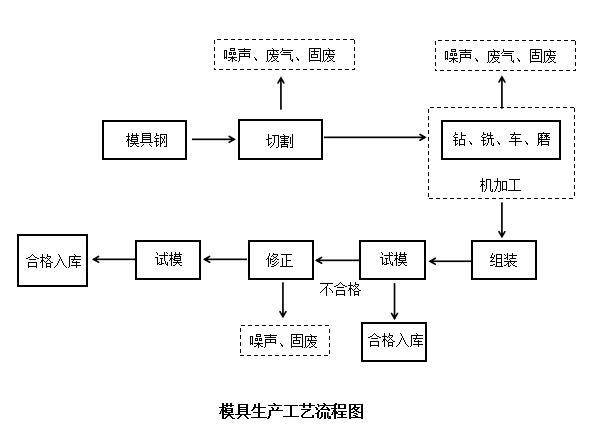 噪声、废气、固废
噪声、废气、固废
模具钢
切割
钻、铣、车、磨
机加工
合格入库
试模
修正
试模
组装
不合格
噪声、固废
合格入库
模具生产工艺流程图